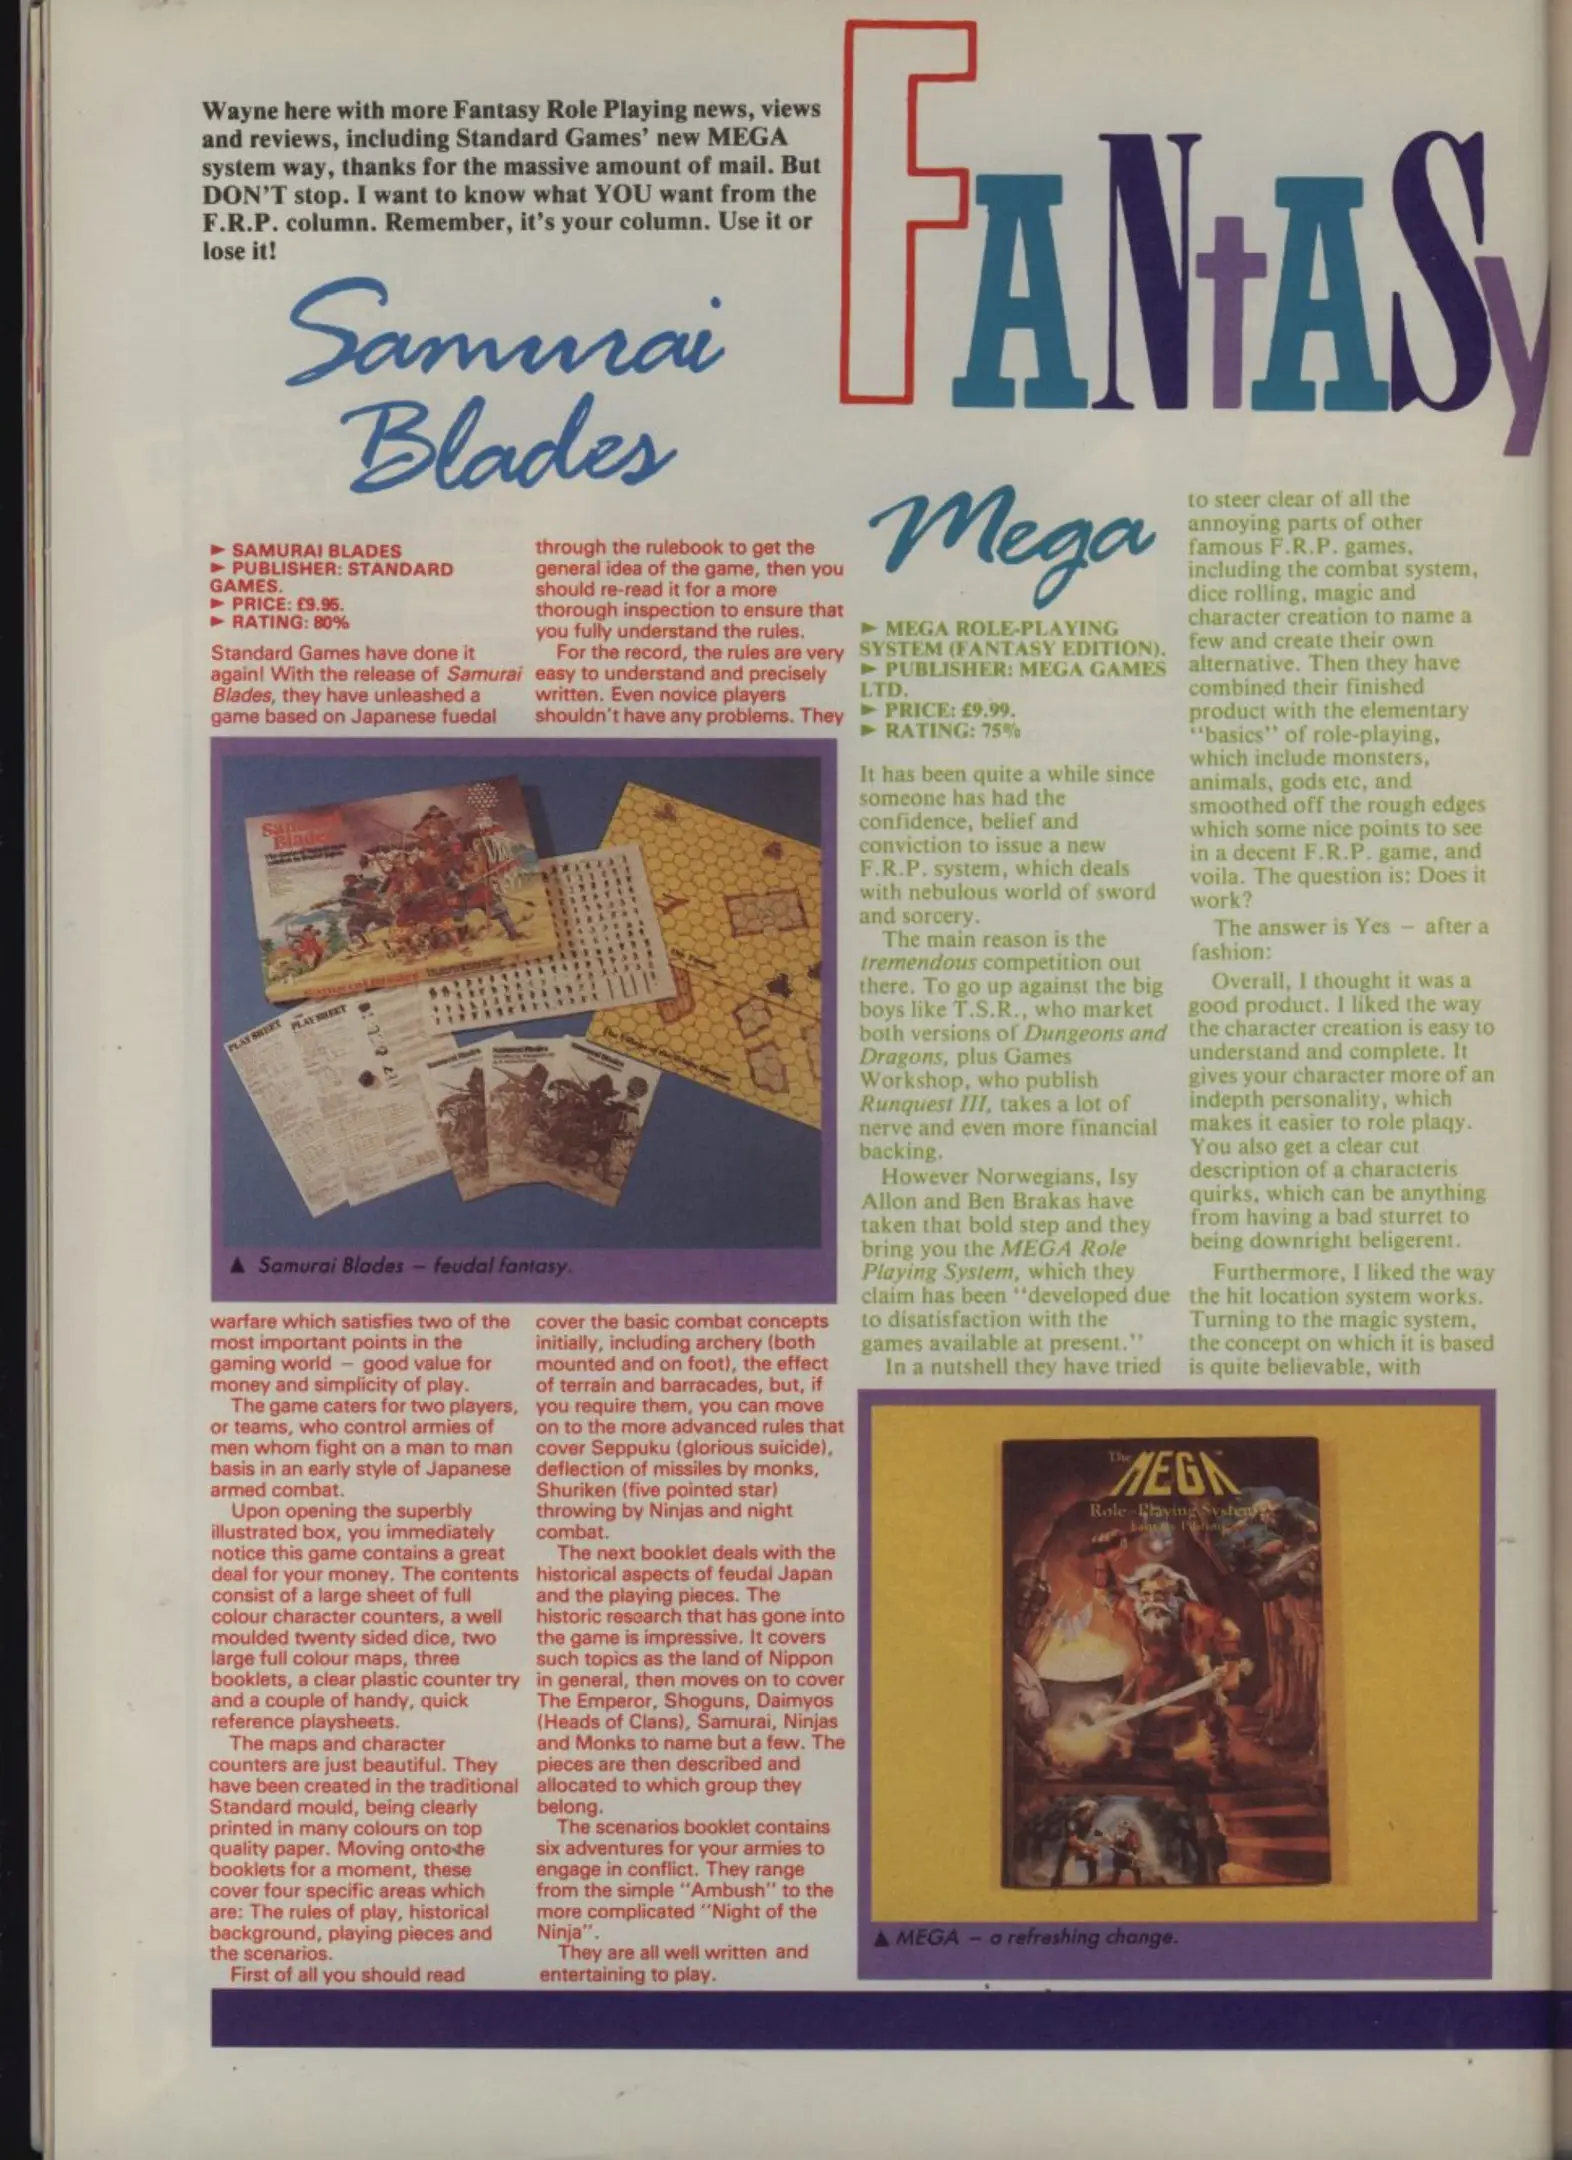 Wayne here with more Fantasy Role Playing news, views
and reviews, including Standard Games' new MEGA
system way, thanks for the massive amount of mail. But
DON'T stop. I want to know what YOU want from the
F.R.P. column. Remember, it's your column. Use it or
lose it!
FANtASy
Samurai
Blades
► SAMURAI BLADES
► PUBLISHER: STANDARD
GAMES.
► PRICE: £9.95.
► RATING: 80%
Standard Games have done it
again! With the release of Samurai
Blades, they have unleashed a
game based on Japanese fuedal
warfare which satisfies two of the
most important points in the
gaming world — good value for
money and simplicity of play.
The game caters for two players,
or teams, who control armies of
men whom fight on a man to man
basis in an early style of Japanese
armed combat.
Upon opening the superbly
illustrated box, you immediately
notice this game contains a great
deal for your money. The contents
consist of a large sheet of full
colour character counters, a well
moulded twenty sided dice, two
large full colour maps, three
booklets, a clear plastic counter try
and a couple of handy, quick
reference playsheets.
The maps and character
counters are just beautiful. They
have been created in the traditional
Standard mould, being clearly
printed in many colours on top
quality paper. Moving onto the
booklets for a moment, these
cover four specific areas which
are: The rules of play, historical
background, playing pieces and
the scenarios.
First of all you should read
through the rulebook to get the
general idea of the game, then you
should re-read it for a more
thorough inspection to ensure that
you fully understand the rules.
For the record, the rules are very
easy to understand and precisely
written. Even novice players
shouldn't have any problems. They
cover the basic combat concepts
initially, including archery (both
mounted and on foot), the effect
of terrain and barracades, but, if
you require them, you can move
on to the more advanced rules that
cover Seppuku (glorious suicide),
deflection of missiles by monks,
Shuriken (five pointed star)
throwing by Ninjas and night
combat.
The next booklet deals with the
historical aspects of feudal Japan
and the playing pieces. The
historic research that has gone into
the game is impressive. It covers
such topics as the land of Nippon
in general, then moves on to cover
The Emperor, Shoguns, Daimyos
(Heads of Clans), Samurai, Ninjas
and Monks to name but a few. The
pieces are then described and
allocated to which group they
belong.
The scenarios booklet contains
six adventures for your armies to
engage in conflict. They range
from the simple "Ambush" to the
more complicated "Night of the
Ninja".
They are all well written and
entertaining to play.
Samurai
Blades
PLAY SHEET
PLAY SHEET
Samurai Blades
Samurai Blades
▲ Samurai Blades — feudal fantasy.
Mega
► MEGA ROLE-PLAYING
SYSTEM (FANTASY EDITION).
► PUBLISHER: MEGA GAMES
LTD.
► PRICE: £9.99.
► RATING: 75%
It has been quite a while since
someone has had the
confidence, belief and
conviction to issue a new
F.R.P. system, which deals
with nebulous world of sword
and sorcery.
The main reason is the
tremendous competition out
there. To go up against the big
boys like T.S.R., who market
both versions of Dungeons and
Dragons, plus Games
Workshop, who publish
Runquest III, takes a lot of
nerve and even more financial
backing.
However Norwegians, Isy
Allon and Ben Brakas have
taken that bold step and they
bring you the MEGA Role
Playing System, which they
claim has been "developed due
to disatisfaction with the
games available at present."
In a nutshell they have tried
to steer clear of all the
annoying parts of other
famous F.R.P. games,
including the combat system,
dice rolling, magic and
character creation to name a
few and create their own
alternative. Then they have
combined their finished
product with the elementary
"basics" of role-playing,
which include monsters,
animals, gods etc, and
smoothed off the rough edges
which some nice points to see
in a decent F.R.P. game, and
voila. The question is: Does it
work?
The answer is Yes — after a
fashion:
Overall, I thought it was a
good product. I liked the way
the character creation is easy to
understand and complete. It
gives your character more of an
indepth personality, which
makes it easier to role plaqy.
You also get a clear cut
description of a characteris
quirks, which can be anything
from having a bad sturret to
being downright beligerent.
Furthermore, I liked the way
the hit location system works.
Turning to the magic system,
the concept on which it is based
is quite believable, with
The MEGA
Role-Playing System
▲ MEGA — a refreshing change.